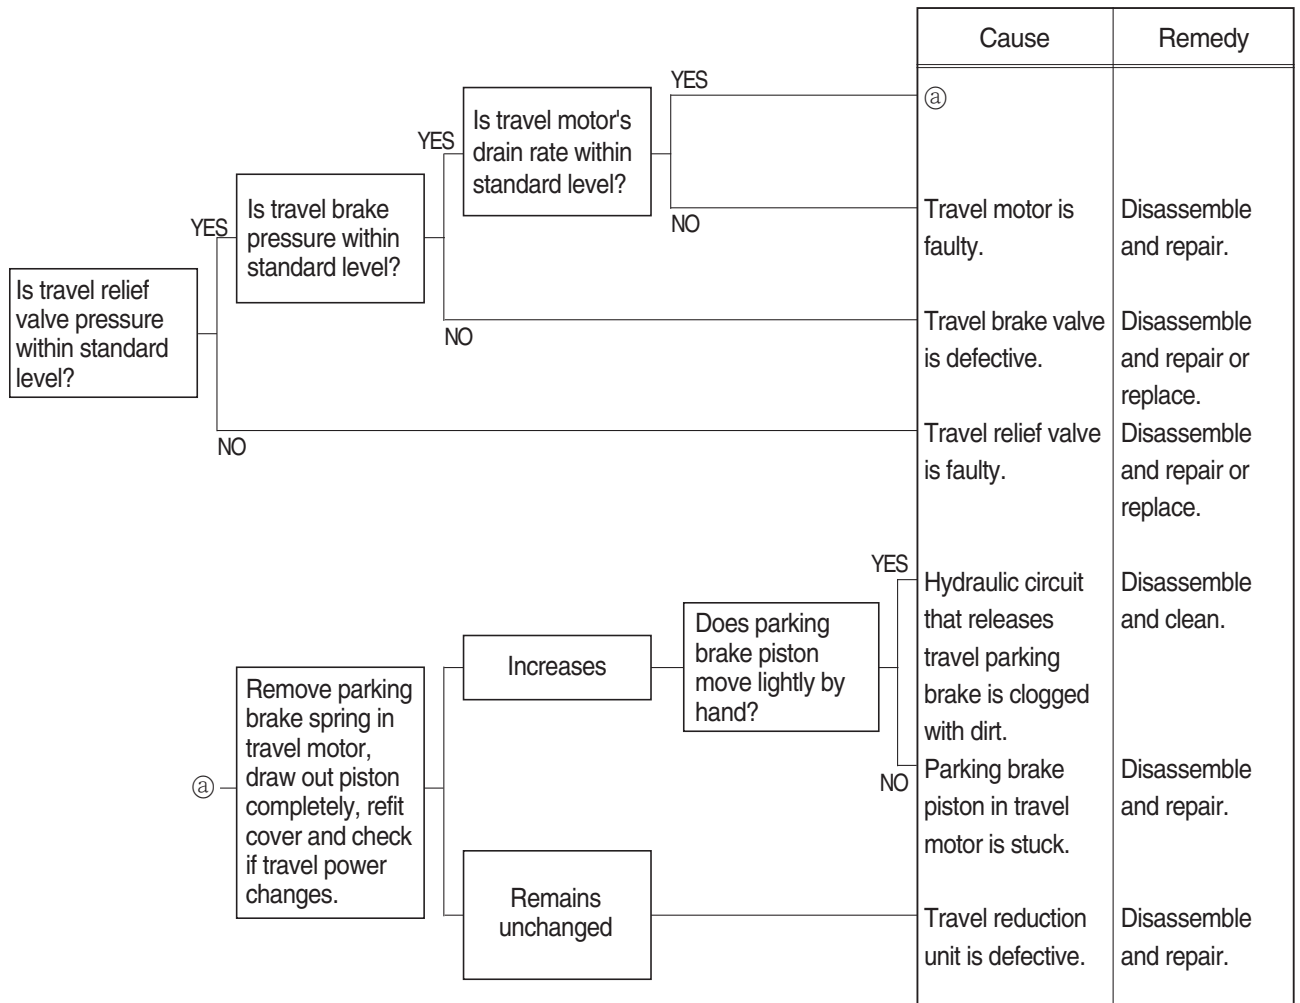 Cause
Remedy
YES
ⓐ
Is travel motor's
drain rate within
standard level?
YES
NO
Travel motor is
faulty.
Disassemble
and repair.
Is travel brake
pressure within
standard level?
YES
NO
Travel brake valve
is defective.
Disassemble
and repair or
replace.
Is travel relief
valve pressure
within standard
level?
NO
Travel relief valve
is faulty.
Disassemble
and repair or
replace.
YES
Hydraulic circuit
that releases
travel parking
brake is clogged
with dirt.
Disassemble
and clean.
Does parking
brake piston
move lightly by
hand?
Increases
NO
Parking brake
piston in travel
motor is stuck.
Disassemble
and repair.
ⓐ
Remove parking
brake spring in
travel motor,
draw out piston
completely, refit
cover and check
if travel power
changes.
Remains
unchanged
Travel reduction
unit is defective.
Disassemble
and repair.